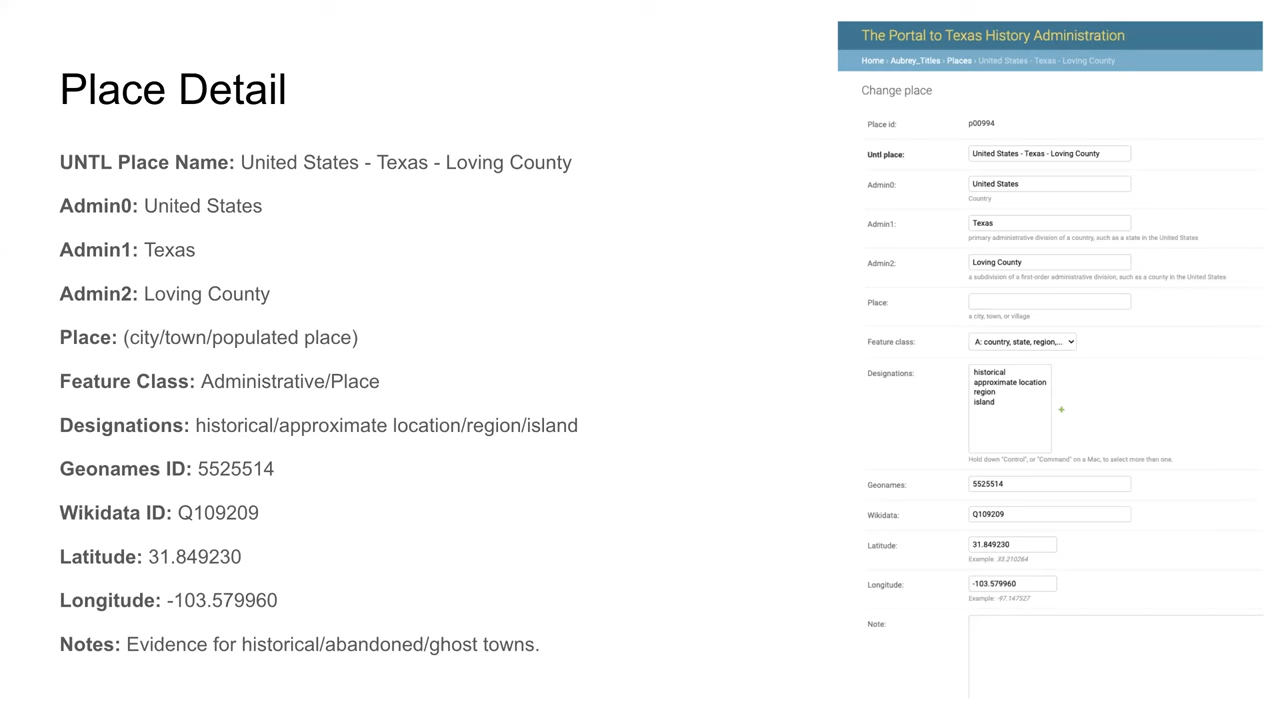 Place Detail
UNTL Place Name: United States - Texas - Loving County
Admin0: United States
Admin1: Texas
Admin2: Loving County
Place: (city/town/populated place)
Feature Class: Administrative/Place
Designations: historical/approximate location/region/island
Geonames ID: 5525514
Wikidata ID: Q109209
Latitude: 31.849230
Longitude: -103.579960
Notes: Evidence for historical/abandoned/ghost towns.
The Portal to Texas History Administration
Home › Aubrey_Titles › Places › United States - Texas - Loving County
Change place
Place id: p00994
Untl place: United States - Texas - Loving County
Admin0: United States
Country
Admin1: Texas
primary administrative division of a country, such as a state in the United States
Admin2: Loving County
a subdivision of a first-order administrative division, such as a county in the United States
Place:
a city, town, or village
Feature class: A: country, state, region,...
Designations: historical
approximate location
region
island
Hold down "Control", or "Command" on a Mac, to select more than one.
Geonames: 5525514
Wikidata: Q109209
Latitude: 31.849230
Example: 33.210264
Longitude: -103.579960
Example: -97.147527
Note: